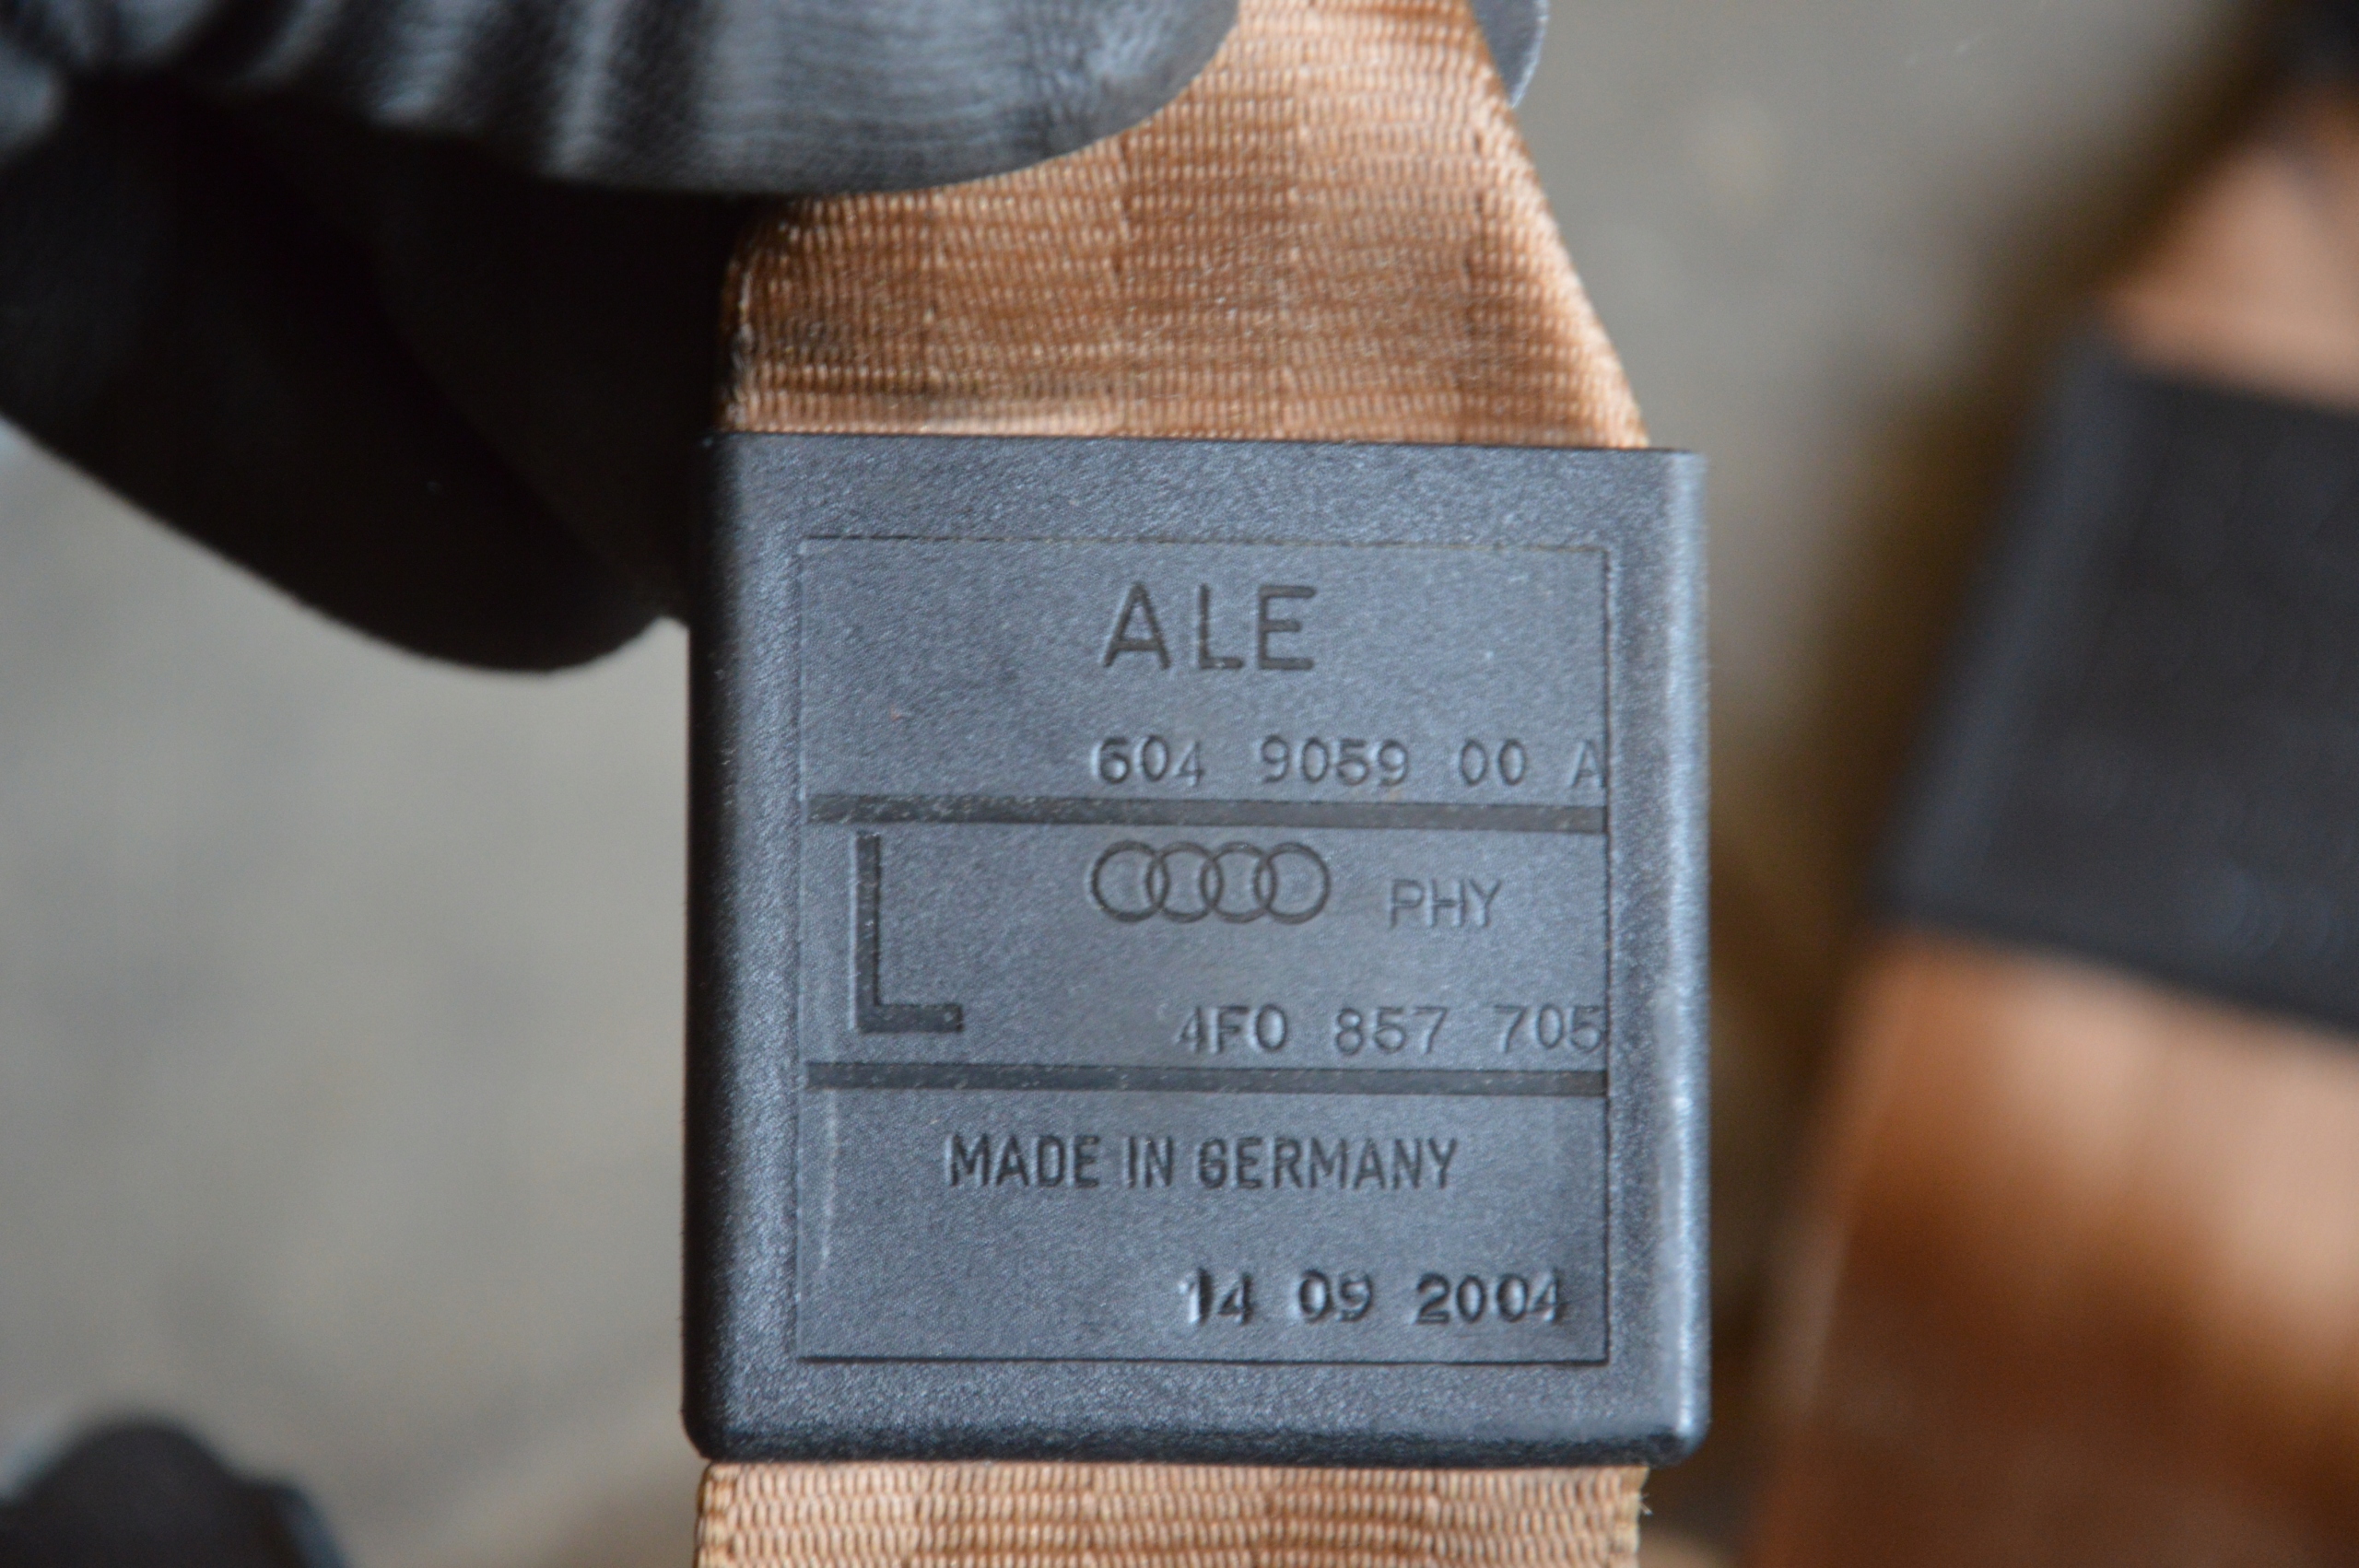 ALE
604 9059 00 A
L
PHY
4F0 857 705
MADE IN GERMANY
14 09 2004